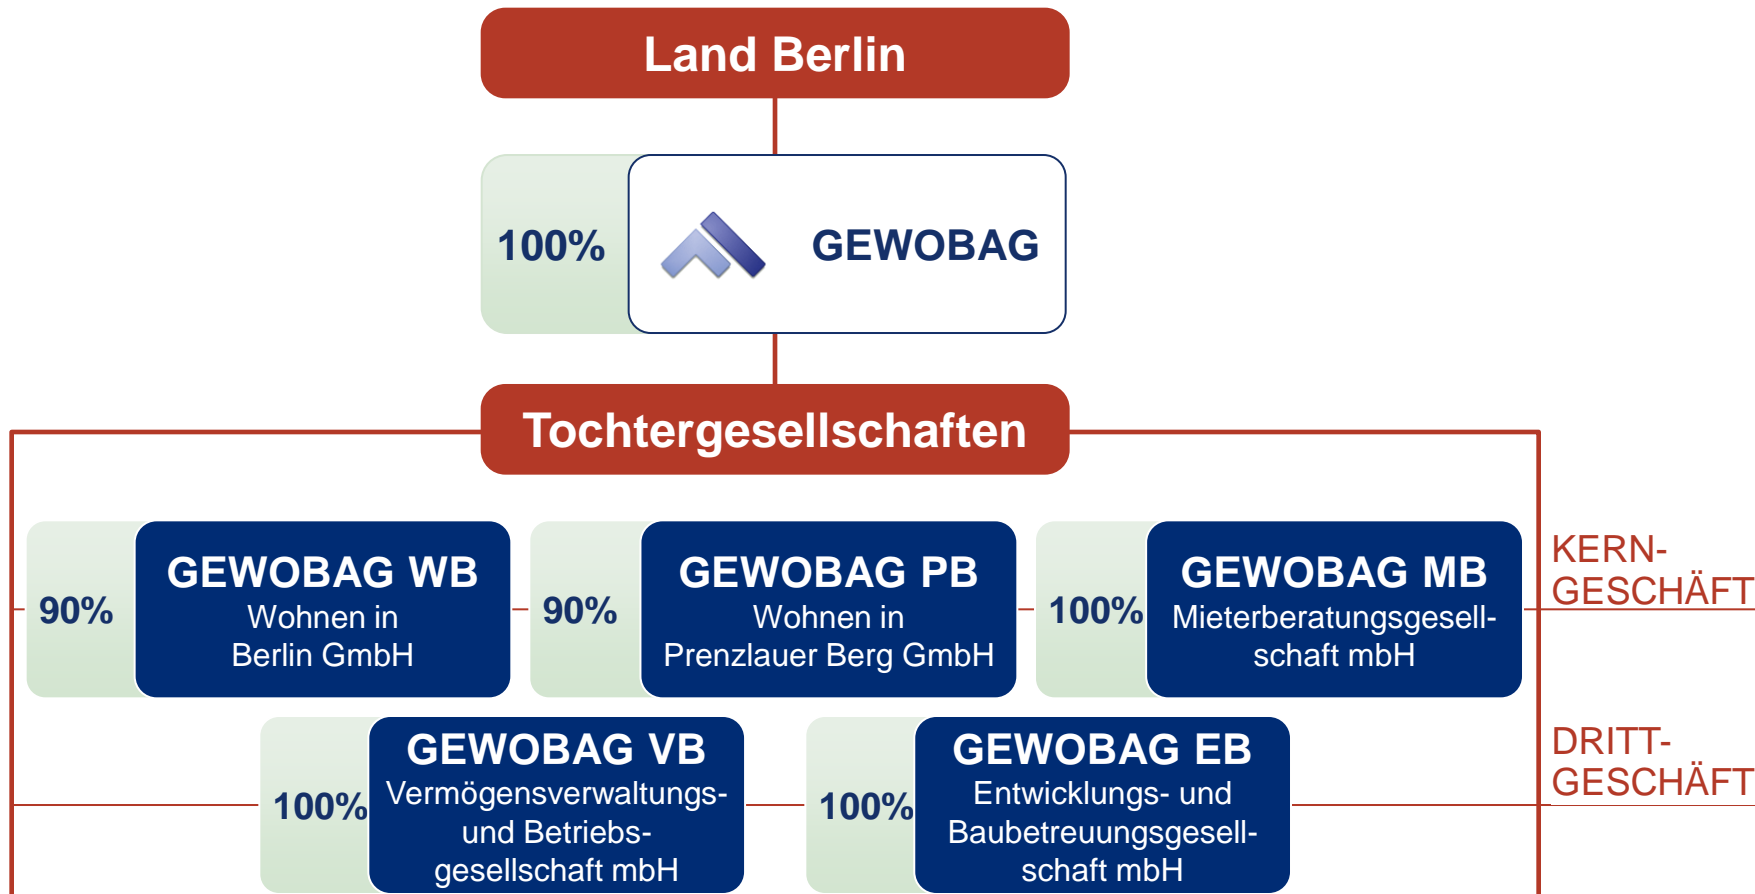 Land Berlin
100%
GEWOBAG
Tochtergesellschaften
90%
GEWOBAG WB
Wohnen in
Berlin GmbH
90%
GEWOBAG PB
Wohnen in
Prenzlauer Berg GmbH
100%
GEWOBAG MB
Mieterberatungsgesell-
schaft mbH
KERN-
GESCHÄFT
100%
GEWOBAG VB
Vermögensverwaltungs-
und Betriebs-
gesellschaft mbH
100%
GEWOBAG EB
Entwicklungs- und
Baubetreuungsgesell-
schaft mbH
DRITT-
GESCHÄFT